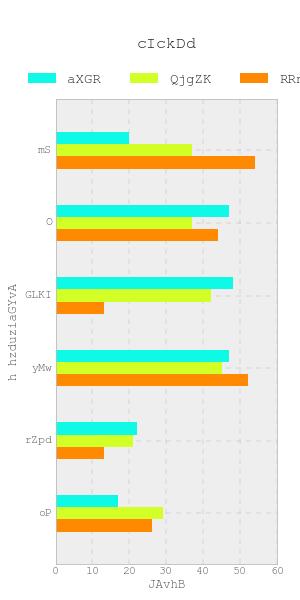 cIckDd
aXGR QjgZK
mS
O
GLKI
yMw
rZpd
oP
h hzduziaGYvA
0 10 20 30 40 50 60
JAvhB